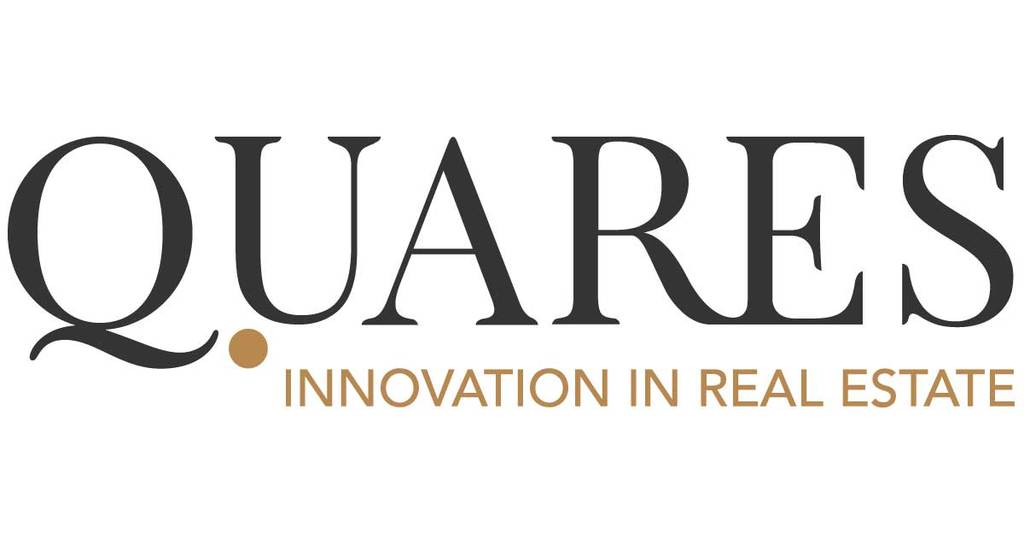 QUARES
INNOVATION IN REAL ESTATE